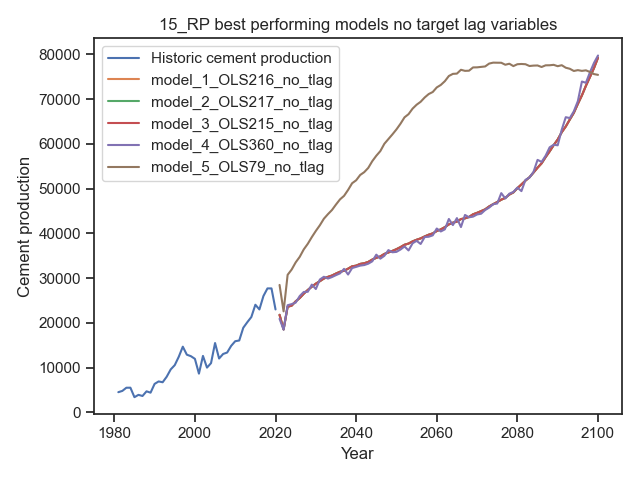 15_RP best performing models no target lag variables
80000
70000
60000
50000
40000
30000
20000
10000
0
Cement production
Historic cement production
model_1_OLS216_no_tlag
model_2_OLS217_no_tlag
model_3_OLS215_no_tlag
model_4_OLS360_no_tlag
model_5_OLS79_no_tlag
1980 2000 2020 2040 2060 2080 2100
Year